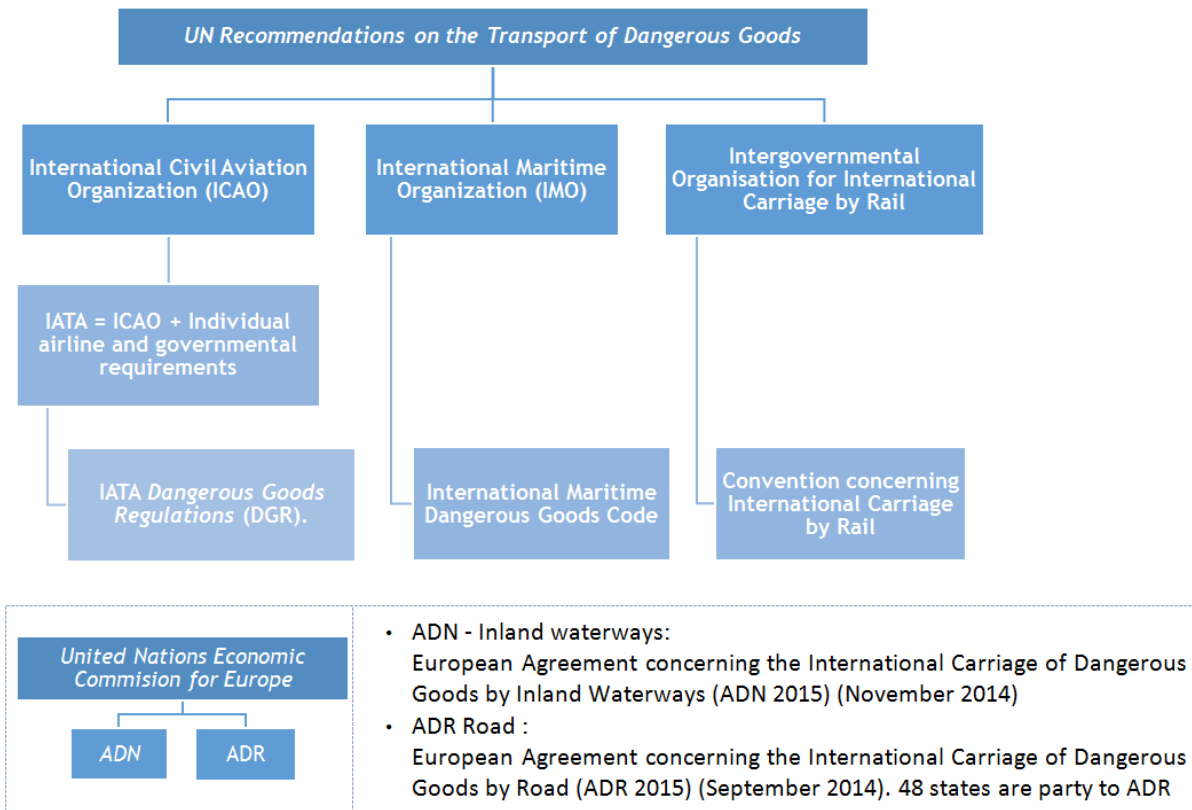 UN Recommendations on the Transport of Dangerous Goods
International Civil Aviation
Organization (ICAO)
International Maritime
Organization (IMO)
Intergovernmental
Organisation for International
Carriage by Rail
IATA = ICAO + Individual
airline and governmental
requirements
IATA Dangerous Goods
Regulations (DGR).
International Maritime
Dangerous Goods Code
Convention concerning
International Carriage
by Rail
United Nations Economic
Commision for Europe
ADN
ADR
• ADN - Inland waterways:
European Agreement concerning the International Carriage of Dangerous
Goods by Inland Waterways (ADN 2015) (November 2014)
• ADR Road :
European Agreement concerning the International Carriage of Dangerous
Goods by Road (ADR 2015) (September 2014). 48 states are party to ADR